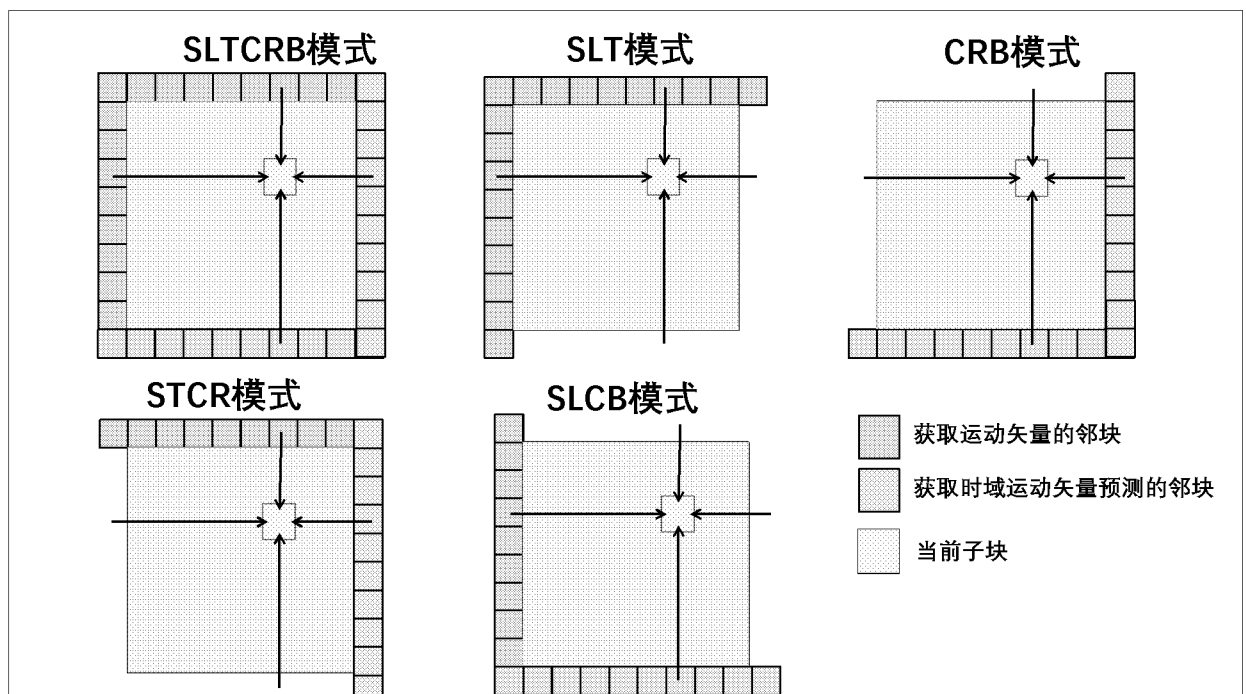 SLTCRB模式
SLT模式
CRB模式
STCR模式
SLCB模式
获取运动矢量的邻块
获取时域运动矢量预测的邻块
当前子块